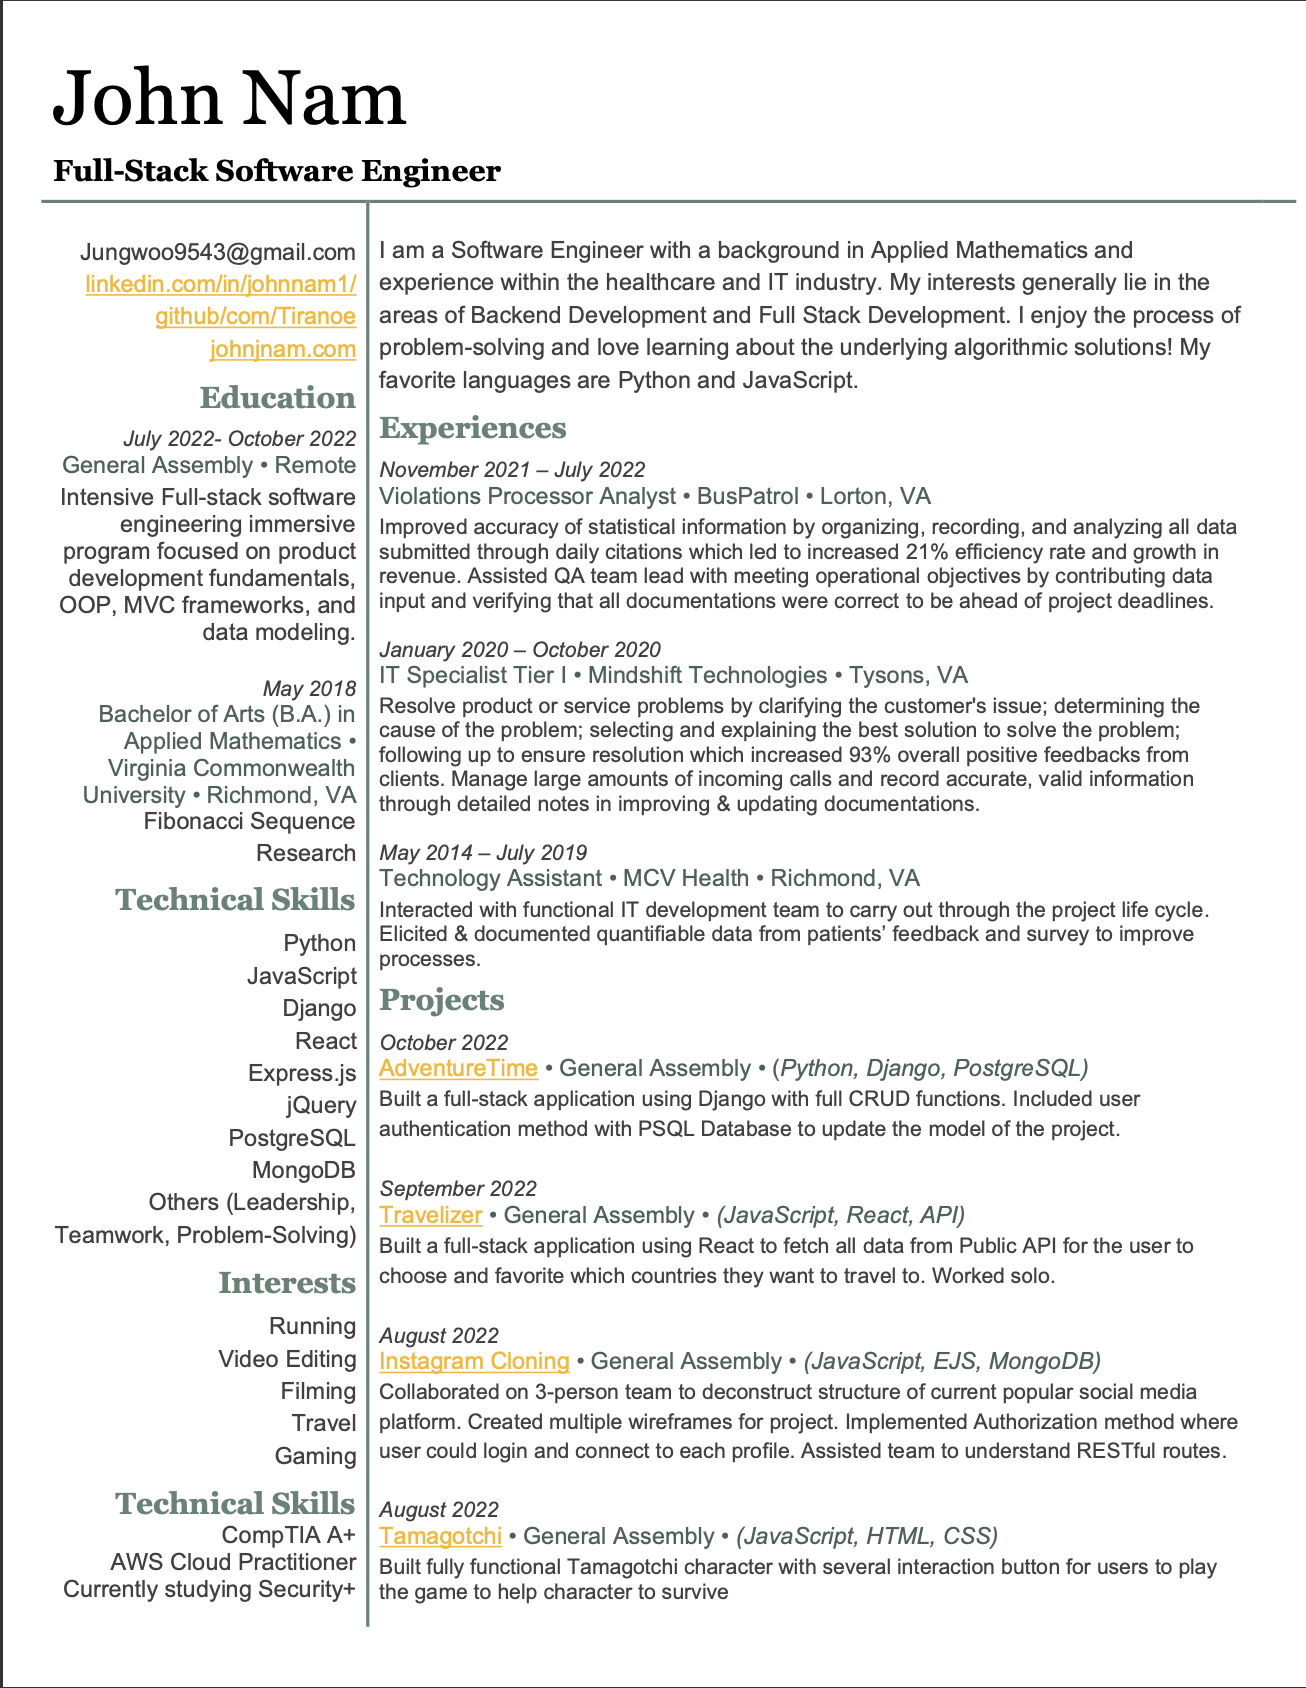 John Nam
Full-Stack Software Engineer
Jungwoo9543@gmail.com
linkedin.com/in/johnnam1/
github/com/Tiranoe
johnjnam.com
Education
July 2022- October 2022
General Assembly • Remote
Intensive Full-stack software
engineering immersive
program focused on product
development fundamentals,
OOP, MVC frameworks, and
data modeling.
May 2018
Bachelor of Arts (B.A.) in
Applied Mathematics •
Virginia Commonwealth
University • Richmond, VA
Fibonacci Sequence
Research
Technical Skills
Python
JavaScript
Django
React
Express.js
jQuery
PostgreSQL
MongoDB
Others (Leadership,
Teamwork, Problem-Solving)
Interests
Running
Video Editing
Filming
Travel
Gaming
Technical Skills
CompTIA A+
AWS Cloud Practitioner
Currently studying Security+
I am a Software Engineer with a background in Applied Mathematics and
experience within the healthcare and IT industry. My interests generally lie in the
areas of Backend Development and Full Stack Development. I enjoy the process of
problem-solving and love learning about the underlying algorithmic solutions! My
favorite languages are Python and JavaScript.
Experiences
November 2021 – July 2022
Violations Processor Analyst • BusPatrol • Lorton, VA
Improved accuracy of statistical information by organizing, recording, and analyzing all data
submitted through daily citations which led to increased 21% efficiency rate and growth in
revenue. Assisted QA team lead with meeting operational objectives by contributing data
input and verifying that all documentations were correct to be ahead of project deadlines.
January 2020 – October 2020
IT Specialist Tier I • Mindshift Technologies • Tysons, VA
Resolve product or service problems by clarifying the customer's issue; determining the
cause of the problem; selecting and explaining the best solution to solve the problem;
following up to ensure resolution which increased 93% overall positive feedbacks from
clients. Manage large amounts of incoming calls and record accurate, valid information
through detailed notes in improving & updating documentations.
May 2014 – July 2019
Technology Assistant • MCV Health • Richmond, VA
Interacted with functional IT development team to carry out through the project life cycle.
Elicited & documented quantifiable data from patients’ feedback and survey to improve
processes.
Projects
October 2022
AdventureTime • General Assembly • (Python, Django, PostgreSQL)
Built a full-stack application using Django with full CRUD functions. Included user
authentication method with PSQL Database to update the model of the project.
September 2022
Travelizer • General Assembly • (JavaScript, React, API)
Built a full-stack application using React to fetch all data from Public API for the user to
choose and favorite which countries they want to travel to. Worked solo.
August 2022
Instagram Cloning • General Assembly • (JavaScript, EJS, MongoDB)
Collaborated on 3-person team to deconstruct structure of current popular social media
platform. Created multiple wireframes for project. Implemented Authorization method where
user could login and connect to each profile. Assisted team to understand RESTful routes.
August 2022
Tamagotchi • General Assembly • (JavaScript, HTML, CSS)
Built fully functional Tamagotchi character with several interaction button for users to play
the game to help character to survive